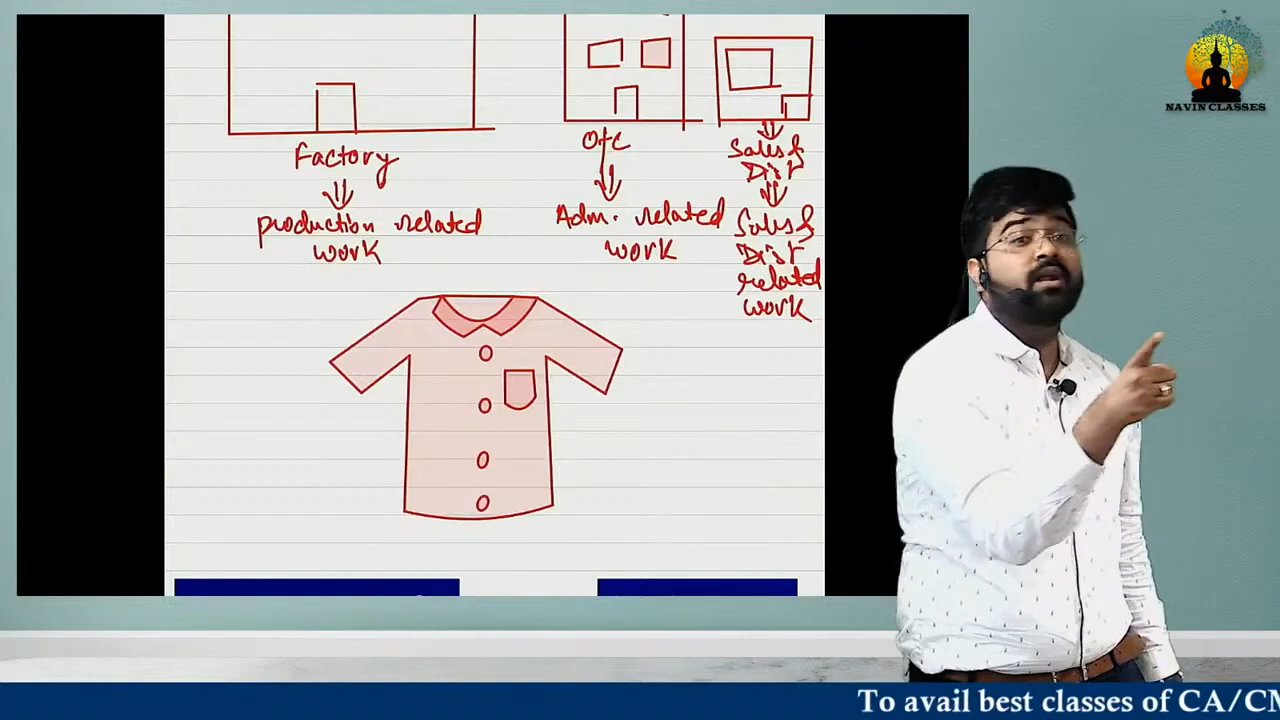 NAVIN CLASSES
Factory
production related
work
Ofc
Adm. related
work
Sales &
Dist
Sales &
Dist
related
work
To avail best classes of CA/CM